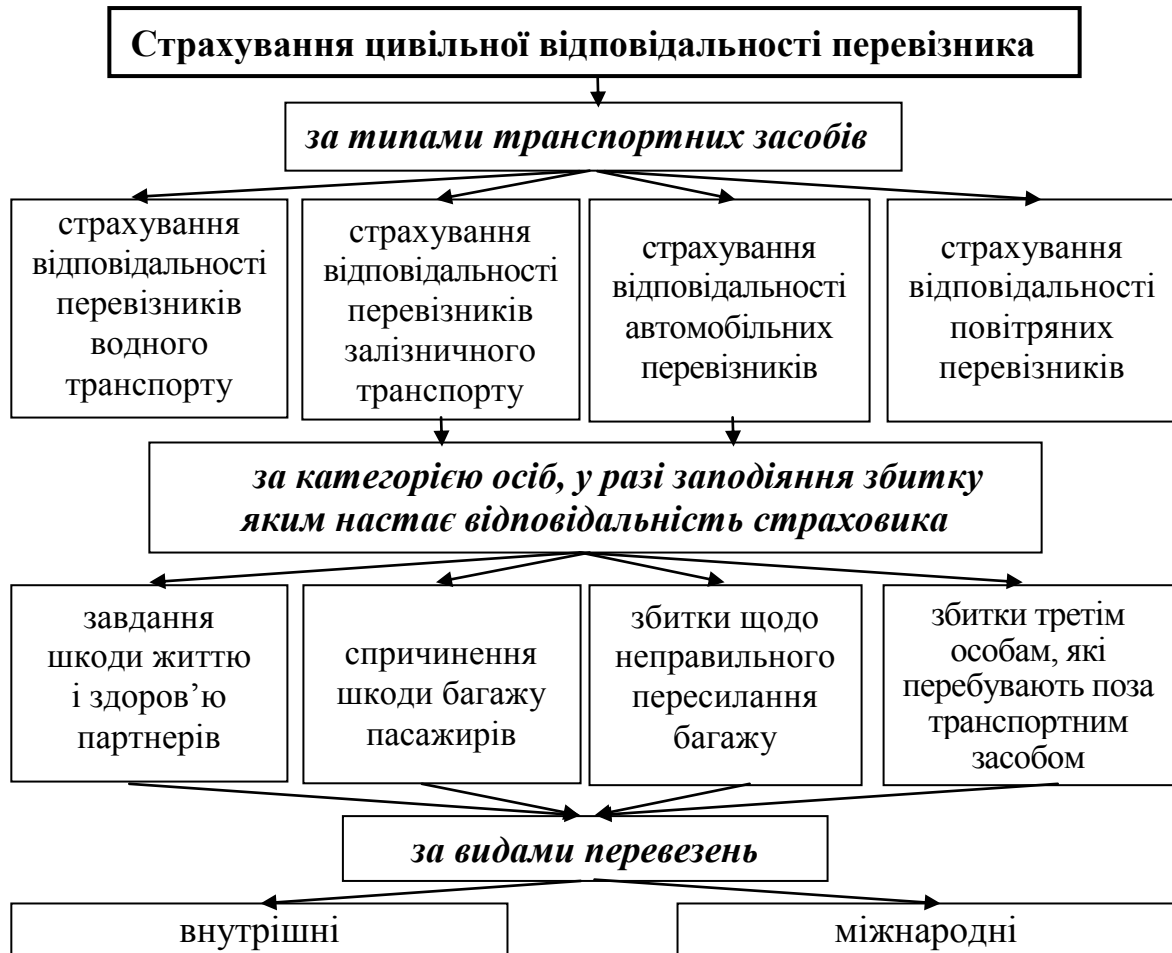 Страхування цивільної відповідальності перевізника
за типами транспортних засобів
страхування
відповідальності
перевізників
водного
транспорту
страхування
відповідальності
перевізників
залізничного
транспорту
страхування
відповідальності
автомобільних
перевізників
страхування
відповідальності
повітряних
перевізників
за категорією осіб, у разі заподіяння збитку
яким настає відповідальність страховика
завдання
шкоди життю
і здоров’ю
партнерів
спричинення
шкоди багажу
пасажирів
збитки щодо
неправильного
пересилання
багажу
збитки третім
особам, які
перебувають поза
транспортним
засобом
за видами перевезень
внутрішні
міжнародні